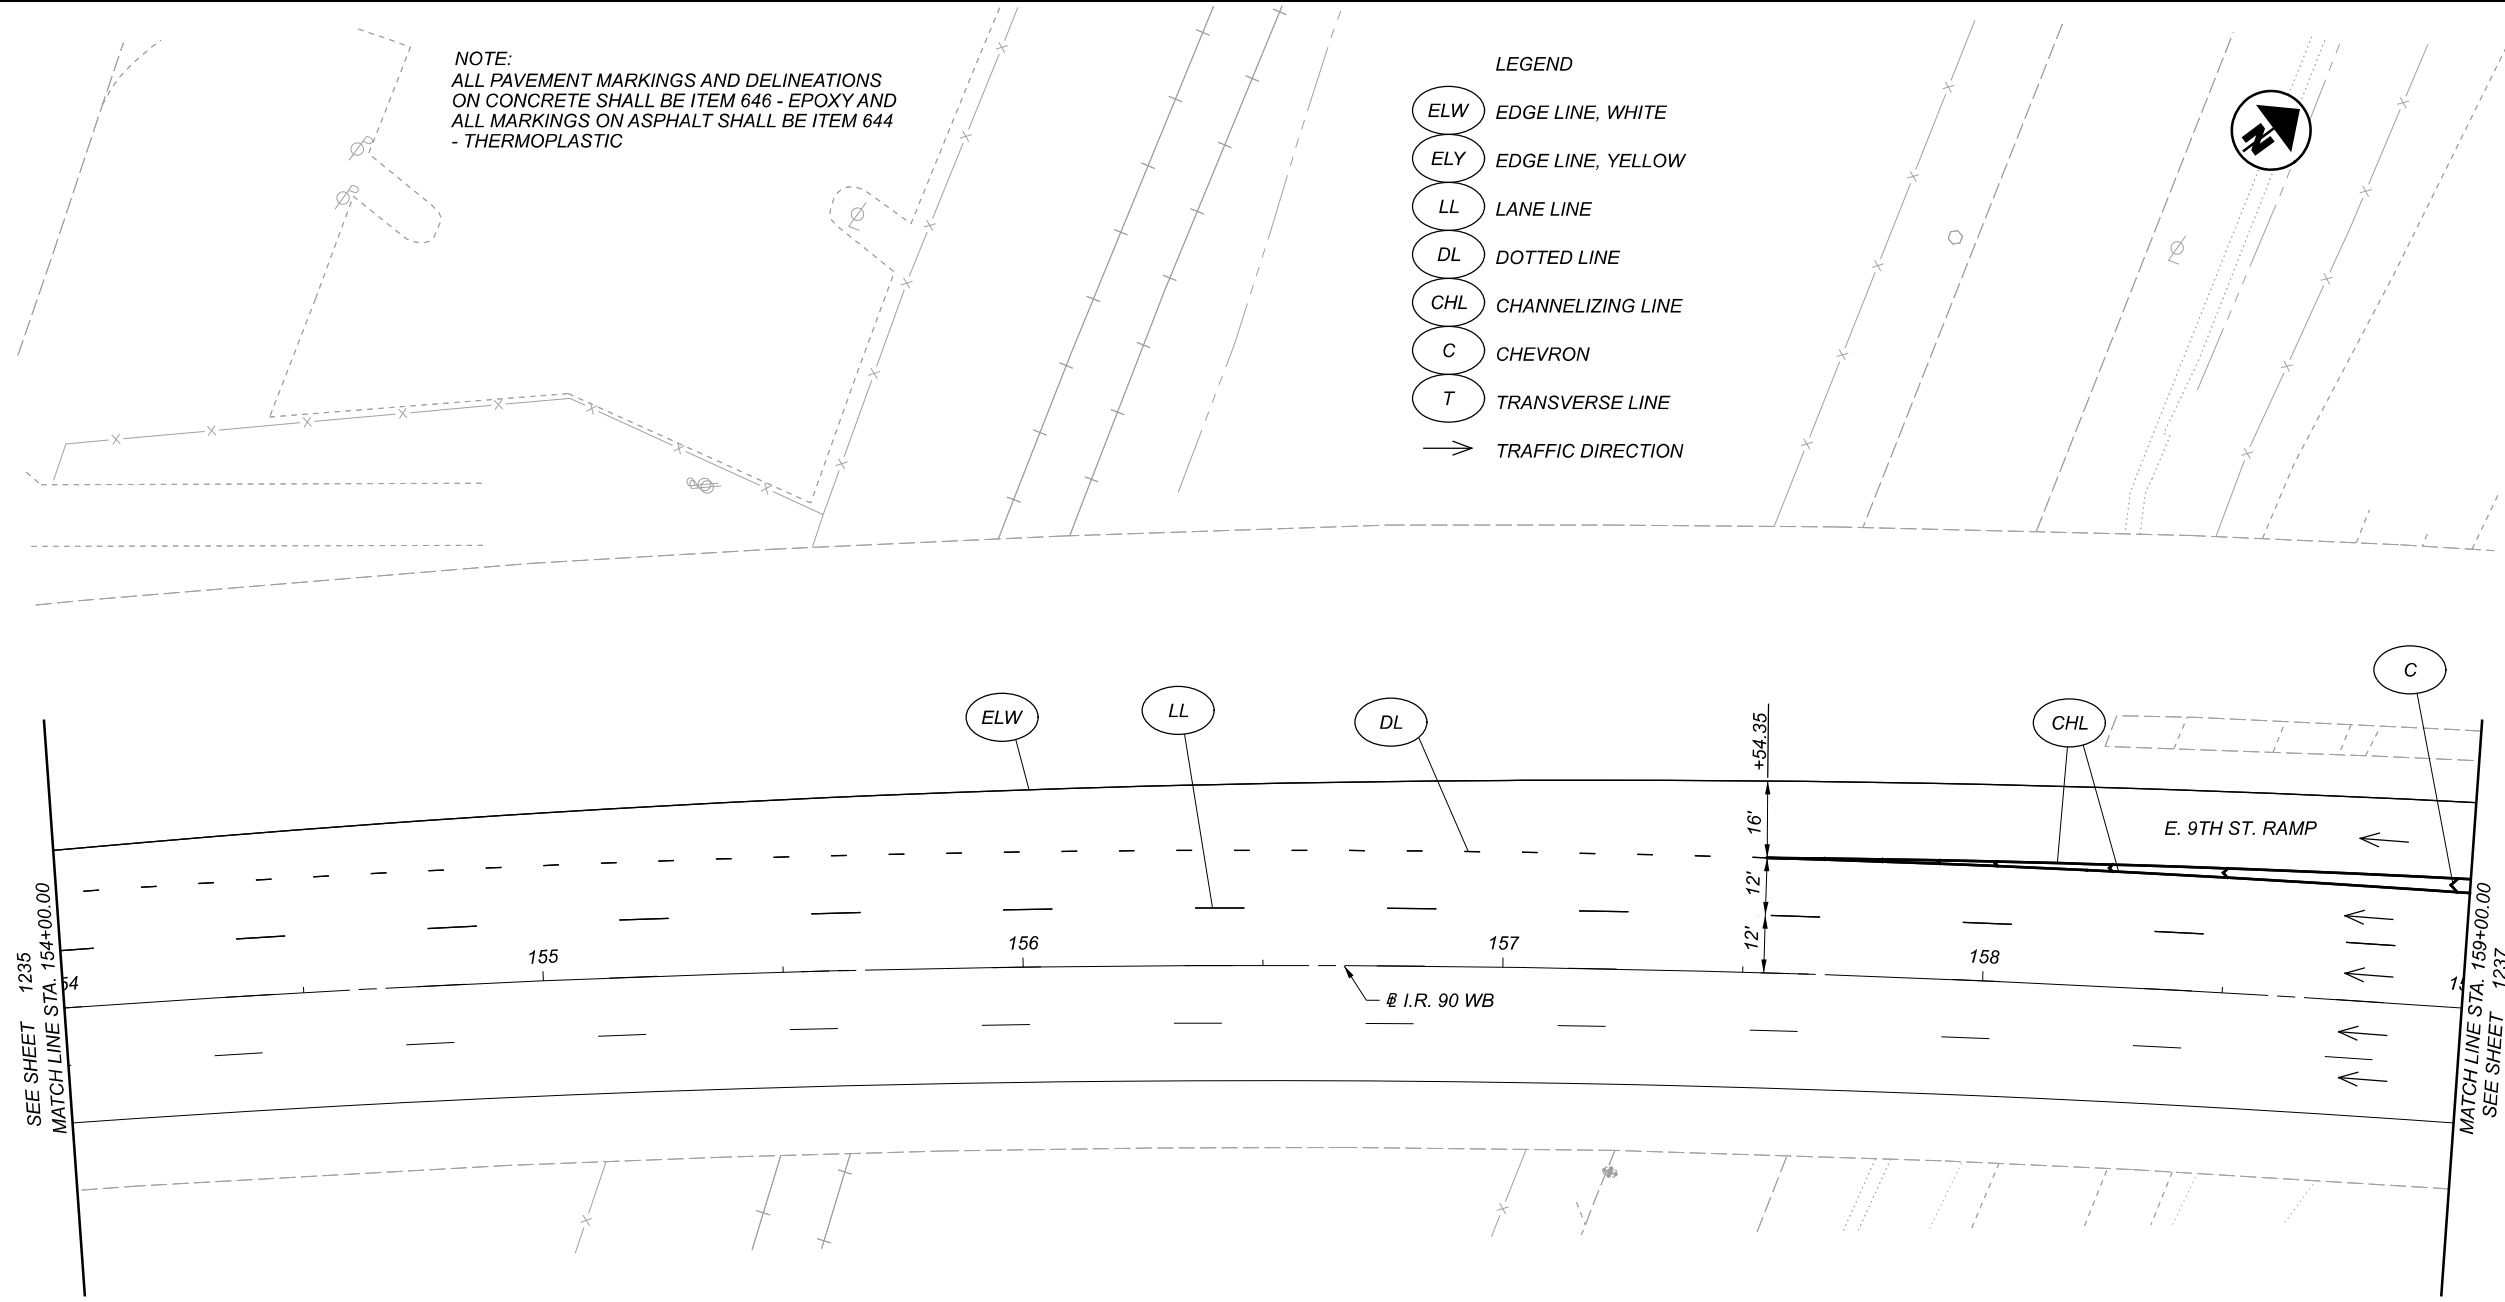 NOTE:
ALL PAVEMENT MARKINGS AND DELINEATIONS
ON CONCRETE SHALL BE ITEM 646 - EPOXY AND
ALL MARKINGS ON ASPHALT SHALL BE ITEM 644
- THERMOPLASTIC
LEGEND
ELW EDGE LINE, WHITE
ELY EDGE LINE, YELLOW
LL LANE LINE
DL DOTTED LINE
CHL CHANNELIZING LINE
C CHEVRON
T TRANSVERSE LINE
TRAFFIC DIRECTION
N
ELW
LL
DL
+54.35
CHL
C
16'
12'
12'
E. 9TH ST. RAMP
54
155
156
157
158
I.R. 90 WB
SEE SHEET 1235
MATCH LINE STA. 154+00.00
MATCH LINE STA. 159+00.00
SEE SHEET 1237